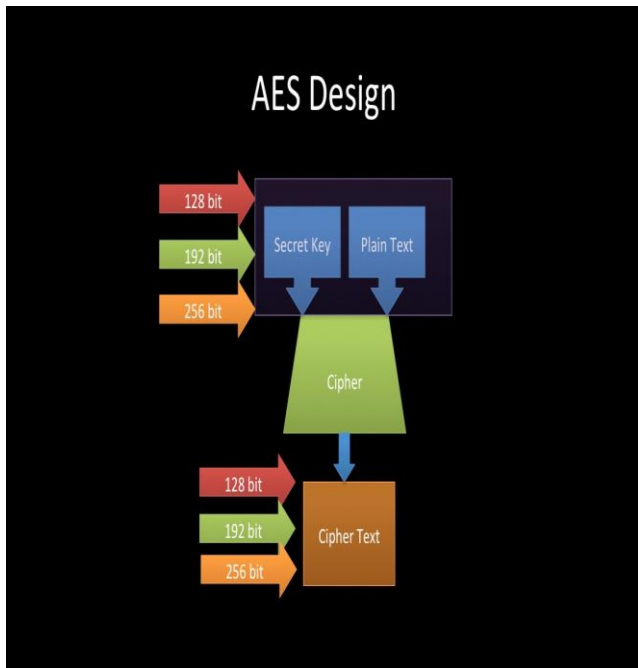 AES Design
128 bit
192 bit
256 bit
Secret Key
Plain Text
Cipher
128 bit
192 bit
256 bit
Cipher Text